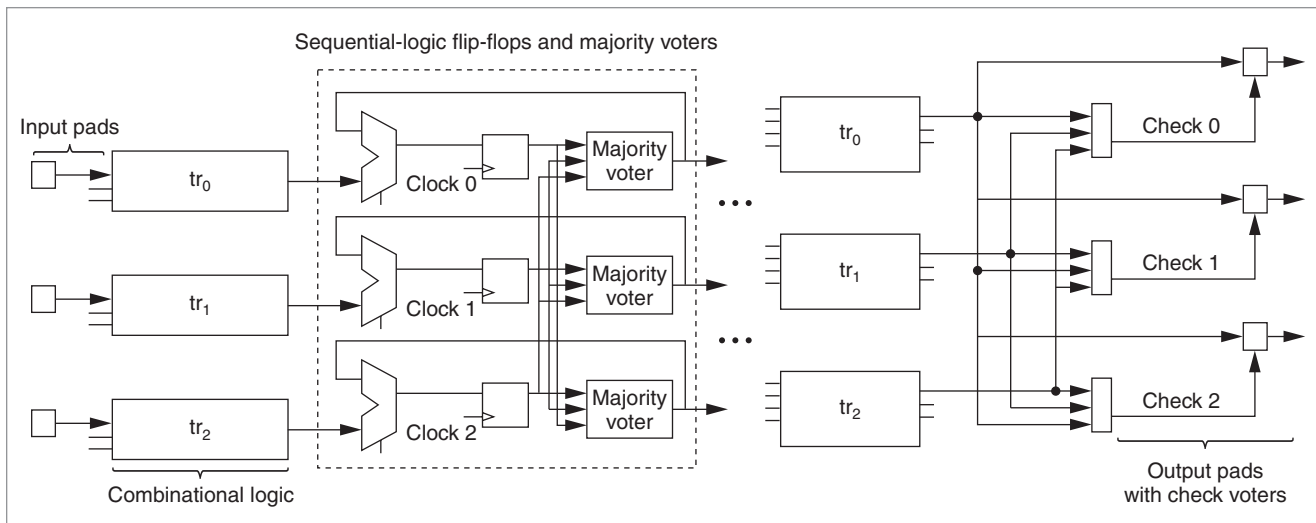 Sequential-logic flip-flops and majority voters
Input pads
tr0
Clock 0
Majority
voter
tr0
Check 0
tr1
Clock 1
Majority
voter
tr1
Check 1
tr2
Clock 2
Majority
voter
tr2
Check 2
Combinational logic
Output pads
with check voters